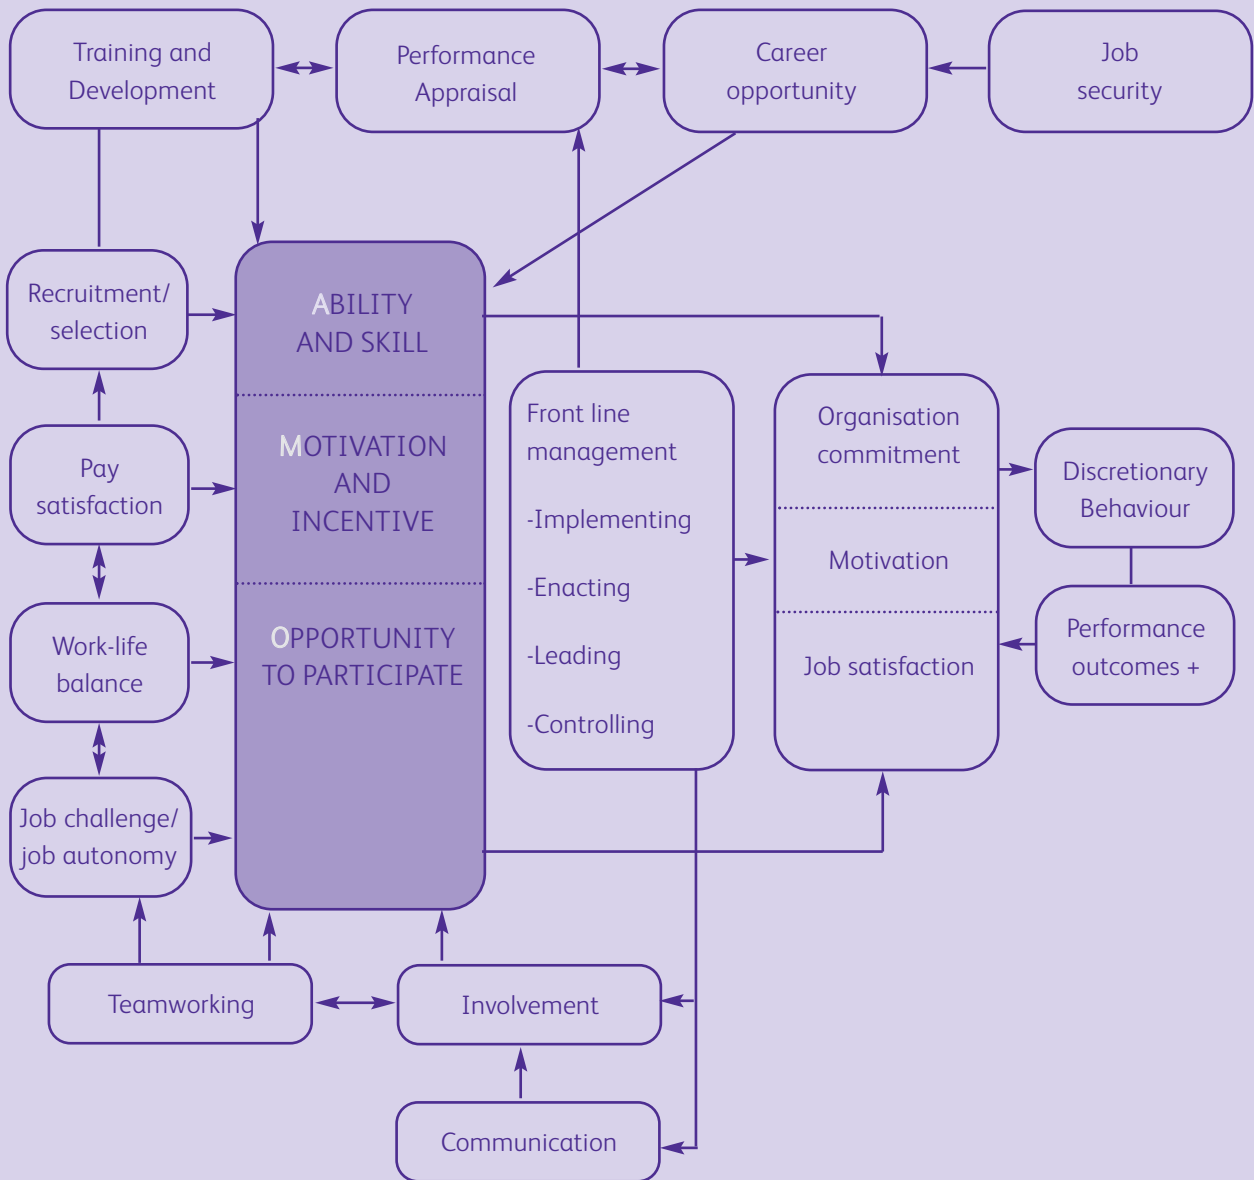 Training and
Development
Performance
Appraisal
Career
opportunity
Job
security
Recruitment/
selection
Pay
satisfaction
Work-life
balance
Job challenge/
job autonomy
ABILITY
AND SKILL
MOTIVATION
AND
INCENTIVE
OPPORTUNITY
TO PARTICIPATE
Front line
management
-Implementing
-Enacting
-Leading
-Controlling
Organisation
commitment
Motivation
Job satisfaction
Discretionary
Behaviour
Performance
outcomes +
Teamworking
Involvement
Communication